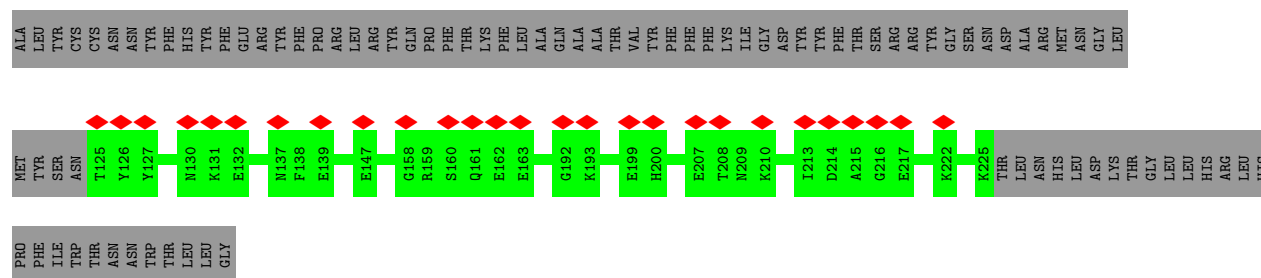 ALA LEU TYR CYS CYS ASN ASN TYR PHE HIS TYR PHE GLU ARG TYR PHE PRO ARG LEU ARG TYR GLN PRO PHE THR LYS PHE LEU ALA GLN ALA ALA THR VAL TYR PHE PHE PHE LYS ILE GLY ASP TYR TYR PHE THR SER ARG ARG TYR GLY SER ASN ASP ALA ARG MET ASN GLY LEU
MET TYR SER ASN T125 Y126 Y127 N130 K131 E132 N137 F138 E139 E147 G158 R159 S160 Q161 E162 E163 G192 K193 E199 H200 E207 T208 N209 K210 I213 D214 A215 G216 E217 K222 K225 THR LEU ASN HIS LEU ASP LYS THR GLY LEU LEU HIS ARG LEU HIS
PRO PHE ILE TRP THR ASN ASN TRP THR LEU LEU GLY